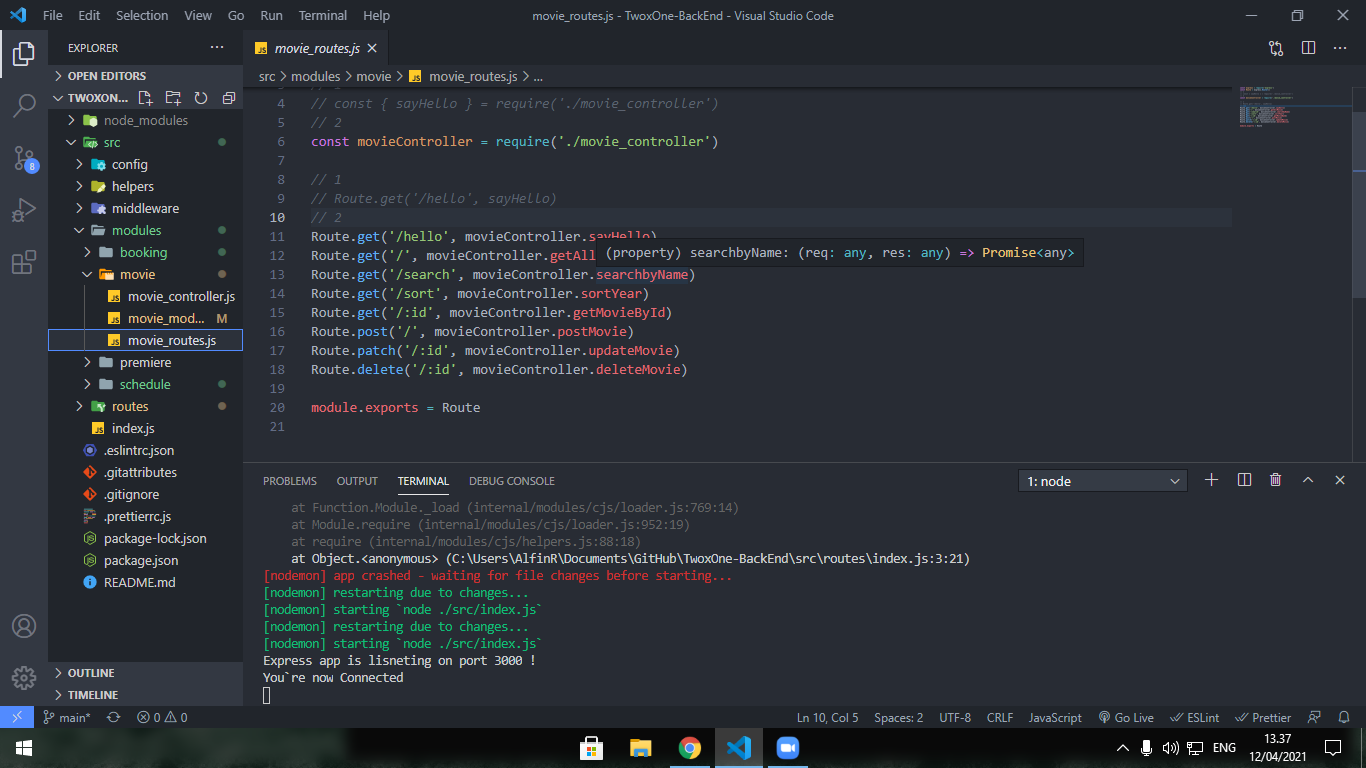 File Edit Selection View Go Run Terminal Help
movie_routes.js - TwoxOne-BackEnd - Visual Studio Code
EXPLORER
OPEN EDITORS
TWOXON...
node_modules
src
config
helpers
middleware
modules
booking
movie
movie_controller.js
movie_mod... M
movie_routes.js
premiere
schedule
routes
index.js
.eslintrc.json
.gitattributes
.gitignore
.prettierrc.js
package-lock.json
package.json
README.md
OUTLINE
TIMELINE
8
JS movie_routes.js
src > modules > movie > JS movie_routes.js > ...
4 // const { sayHello } = require('./movie_controller')
5 // 2
6 const movieController = require('./movie_controller')
7
8 // 1
9 // Route.get('/hello', sayHello)
10 // 2
11 Route.get('/hello', movieController.sayHello)
12 Route.get('/', movieController.getAll
(property) searchbyName: (req: any, res: any) => Promise<any>
13 Route.get('/search', movieController.searchbyName)
14 Route.get('/sort', movieController.sortYear)
15 Route.get('/:id', movieController.getMovieById)
16 Route.post('/', movieController.postMovie)
17 Route.patch('/:id', movieController.updateMovie)
18 Route.delete('/:id', movieController.deleteMovie)
19
20 module.exports = Route
21
PROBLEMS OUTPUT TERMINAL DEBUG CONSOLE
1: node
at Function.Module._load (internal/modules/cjs/loader.js:769:14)
at Module.require (internal/modules/cjs/loader.js:952:19)
at require (internal/modules/cjs/helpers.js:88:18)
at Object.<anonymous> (C:\Users\AlfinR\Documents\GitHub\TwoxOne-BackEnd\src\routes\index.js:3:21)
[nodemon] app crashed - waiting for file changes before starting...
[nodemon] restarting due to changes...
[nodemon] starting `node ./src/index.js`
[nodemon] restarting due to changes...
[nodemon] starting `node ./src/index.js`
Express app is lisneting on port 3000 !
You`re now Connected
main* 0 0
Ln 10, Col 5 Spaces: 2 UTF-8 CRLF JavaScript Go Live ESLint Prettier
ENG
13.37
12/04/2021